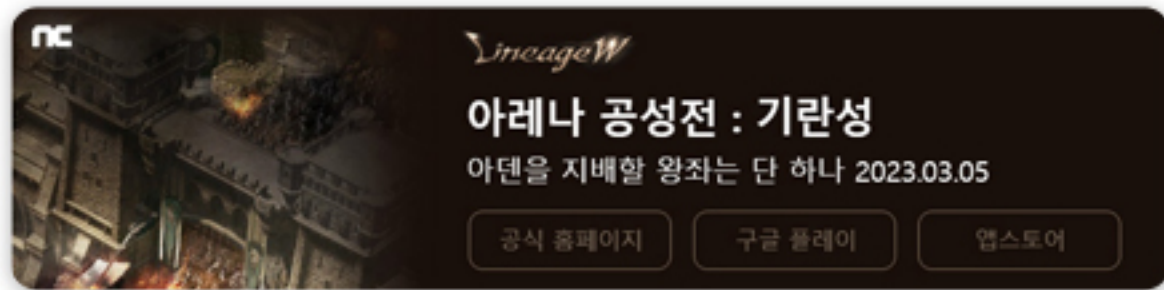 nc
LineageW
아레나 공성전 : 기란성
아덴을 지배할 왕좌는 단 하나 2023.03.05
공식 홈페이지 구글 플레이 앱스토어